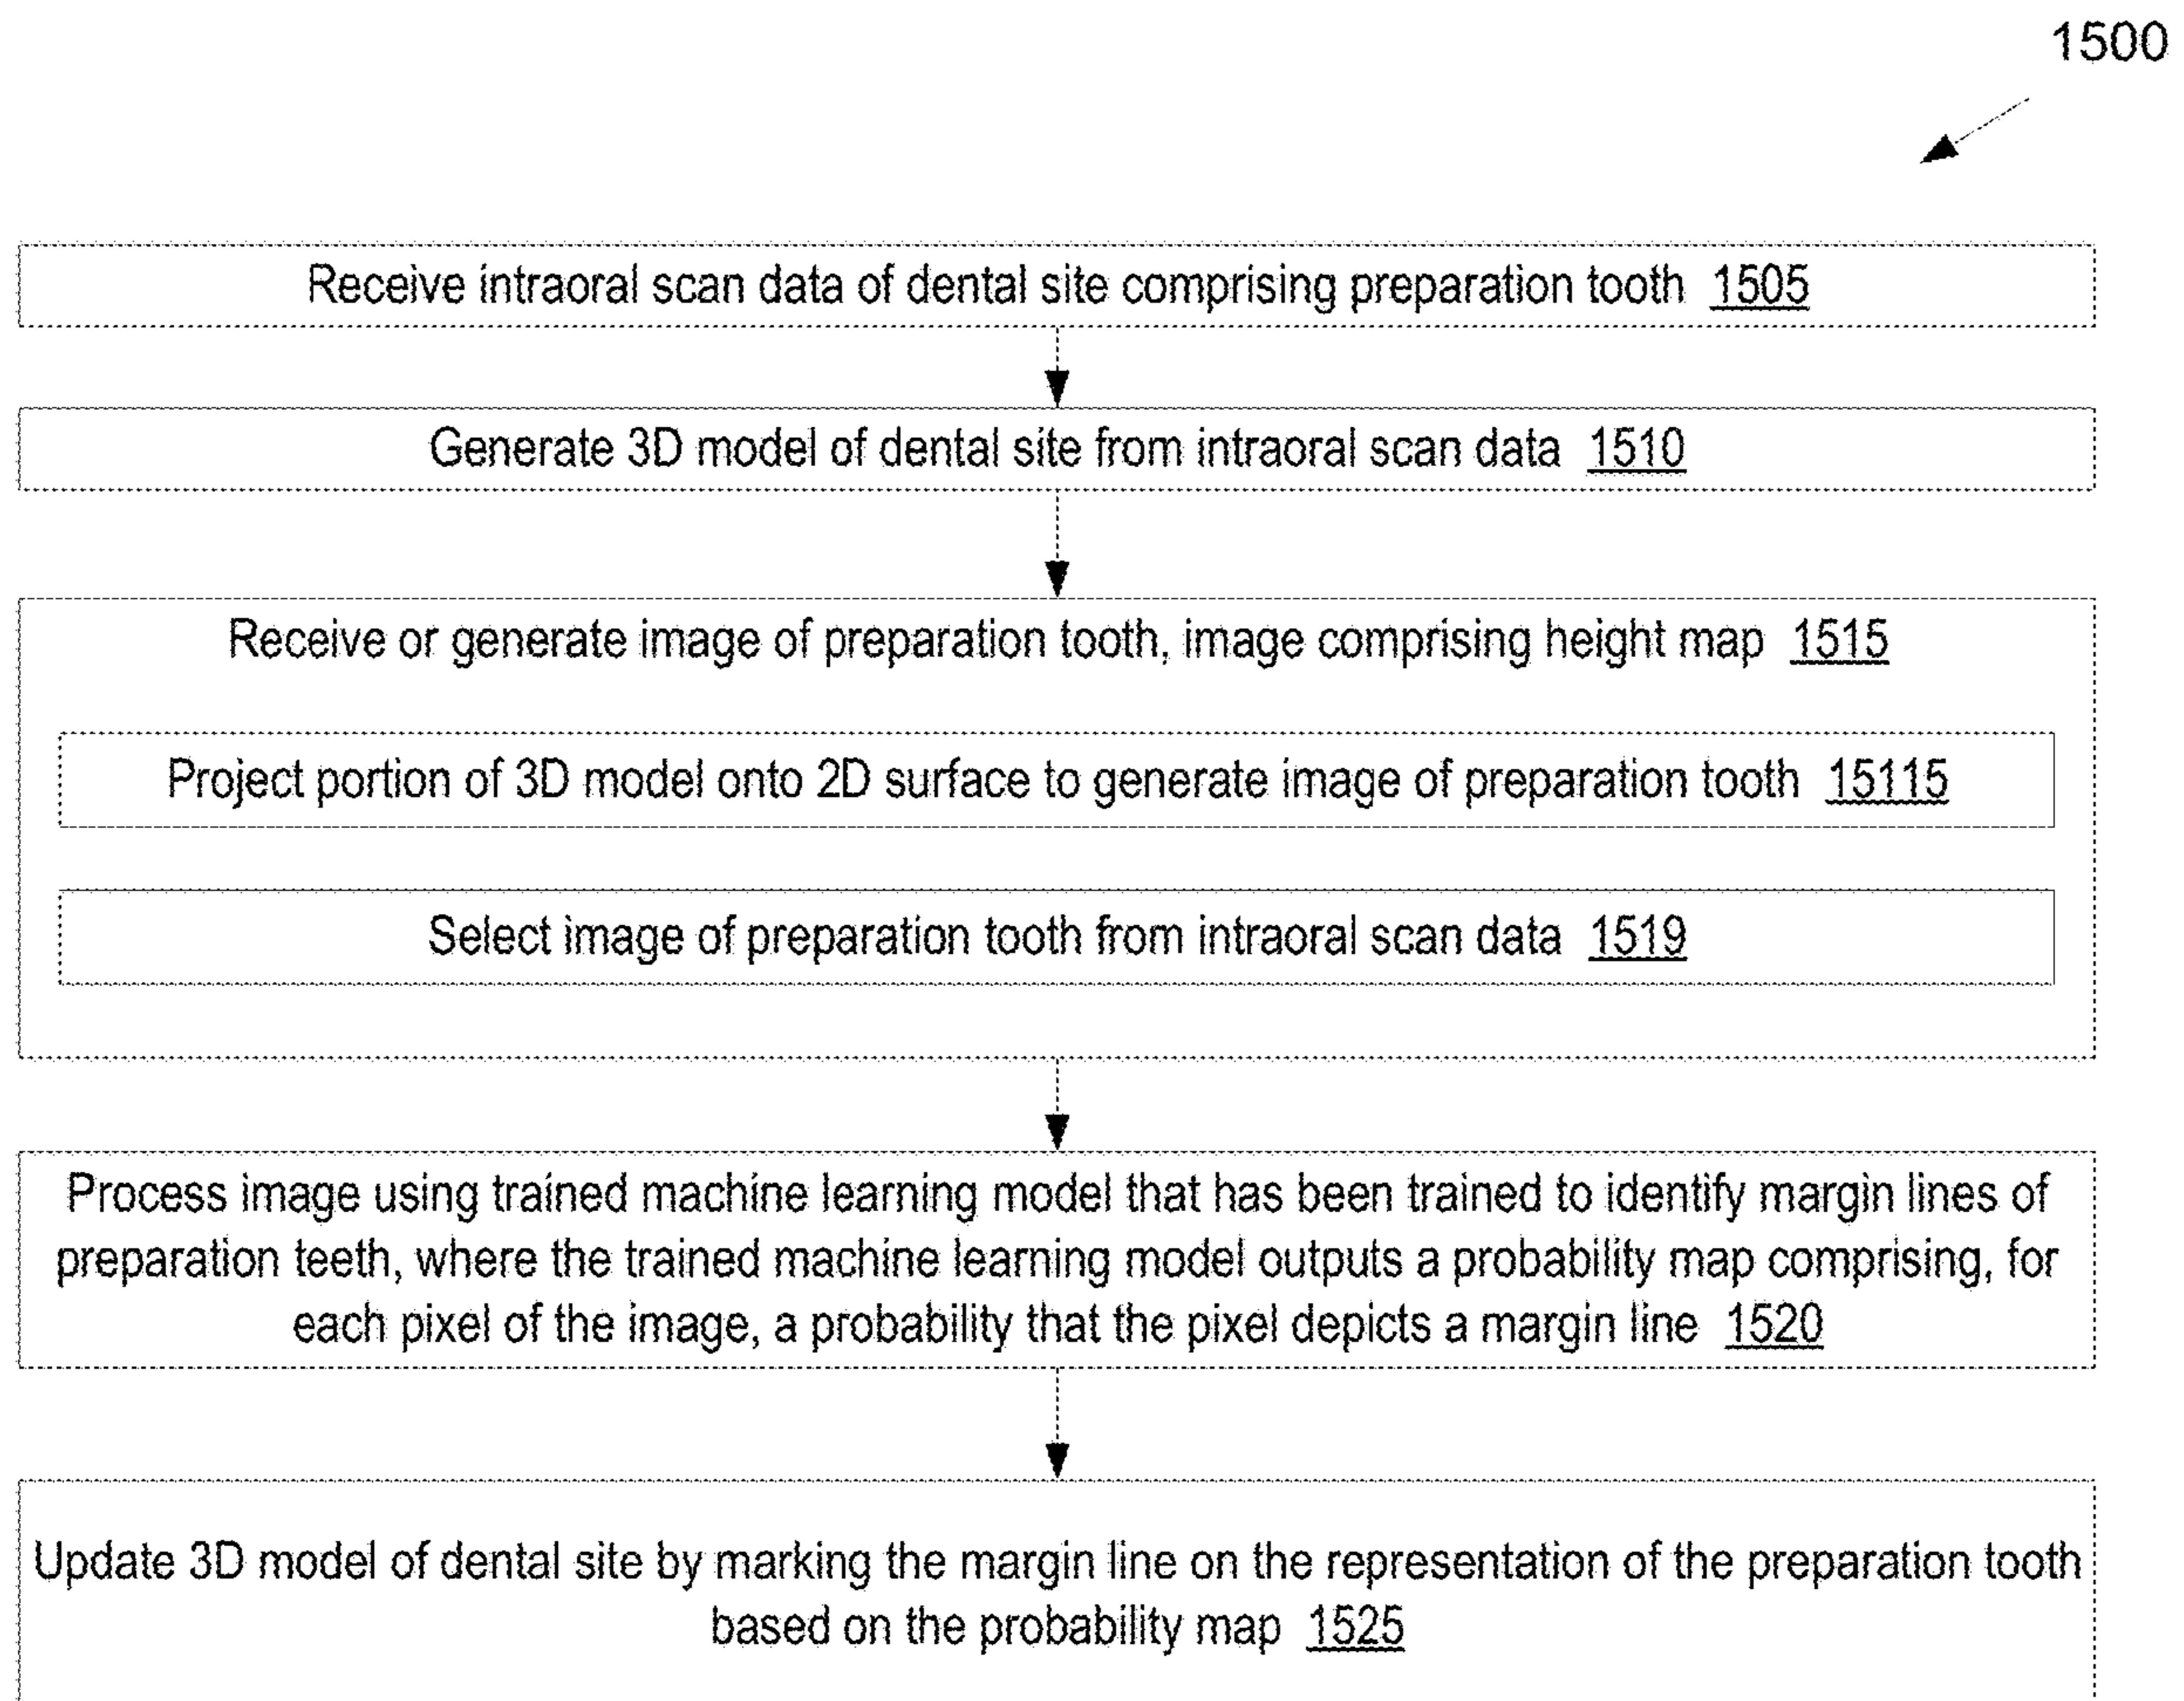 1500
Receive intraoral scan data of dental site comprising preparation tooth 1505
Generate 3D model of dental site from intraoral scan data 1510
Receive or generate image of preparation tooth, image comprising height map 1515
Project portion of 3D model onto 2D surface to generate image of preparation tooth 15115
Select image of preparation tooth from intraoral scan data 1519
Process image using trained machine learning model that has been trained to identify margin lines of
preparation teeth, where the trained machine learning model outputs a probability map comprising, for
each pixel of the image, a probability that the pixel depicts a margin line 1520
Update 3D model of dental site by marking the margin line on the representation of the preparation tooth
based on the probability map 1525